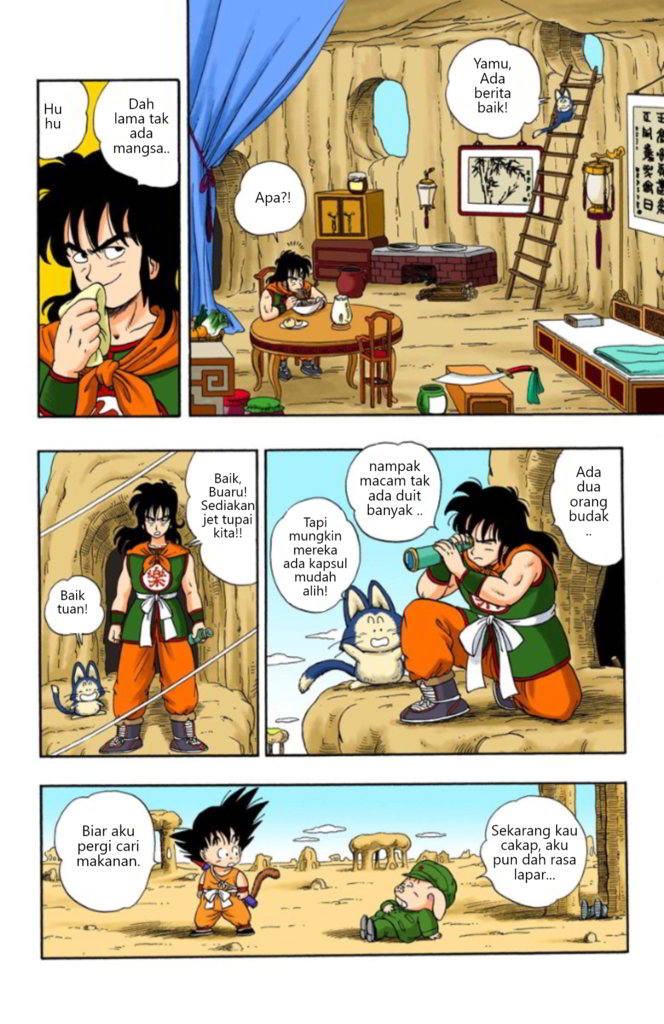 Yamu,
Ada
berita
baik!
Apa?!
Dah
lama tak
ada
mangsa..
Hu
hu
Ada
dua
orang
budak
..
nampak
macam tak
ada duit
banyak ..
Tapi
mungkin
mereka
ada kapsul
mudah
alih!
Baik,
Buaru!
Sediakan
jet tupai
kita!!
楽
Baik
tuan!
Sekarang kau
cakap, aku
pun dah rasa
lapar...
Biar aku
pergi cari
makanan.